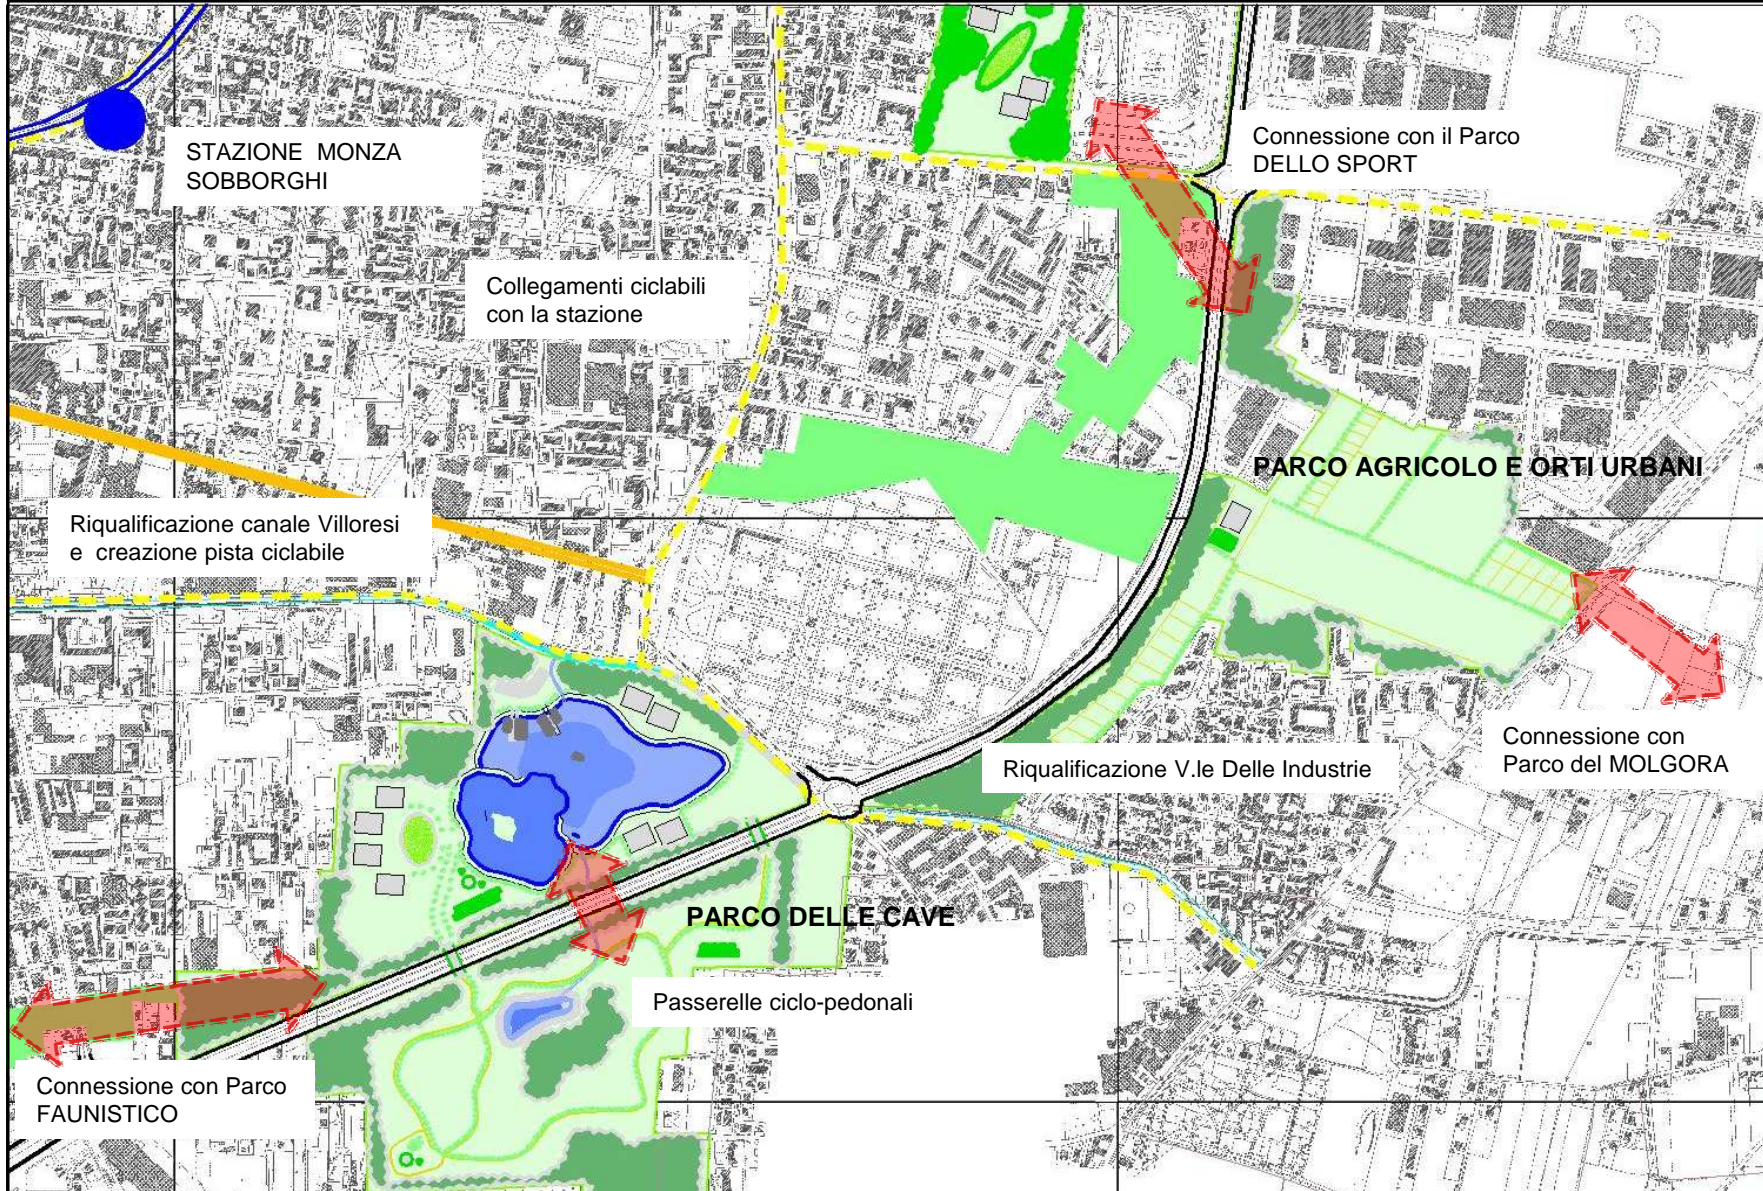 STAZIONE MONZA
SOBBORGHI
Connessione con il Parco
DELLO SPORT
Collegamenti ciclabili
con la stazione
PARCO AGRICOLO E ORTI URBANI
Riqualificazione canale Villoresi
e creazione pista ciclabile
Connessione con
Parco del MOLGORA
Riqualificazione V.le Delle Industrie
PARCO DELLE CAVE
Passerelle ciclo-pedonali
Connessione con Parco
FAUNISTICO